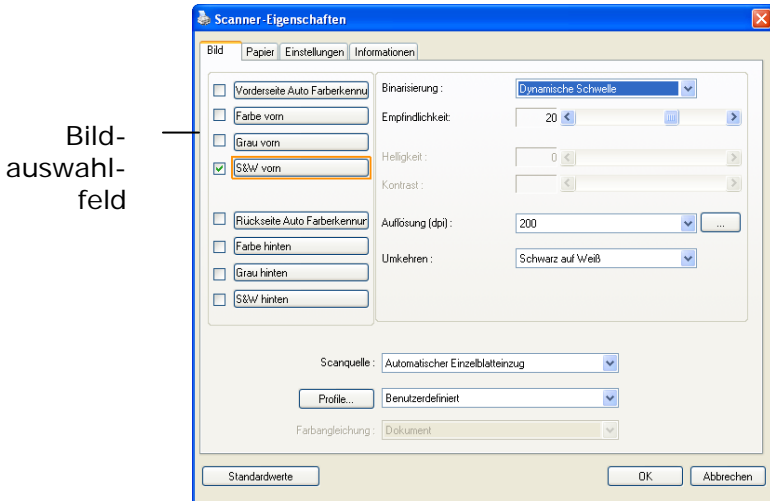 Scanner-Eigenschaften
Bild
Papier
Einstellungen
Informationen
Bild-
auswahl-
feld
Vorderseite Auto Farberkennu
Farbe vorn
Grau vorn
S&W vorn
Rückseite Auto Farberkennur
Farbe hinten
Grau hinten
S&W hinten
Binarisierung : Dynamische Schwelle
Empfindlichkeit: 20
Helligkeit : 0
Kontrast :
Auflösung (dpi) : 200 ...
Umkehren : Schwarz auf Weiß
Scanquelle : Automatischer Einzelblatteinzug
Profile... Benutzerdefiniert
Farbangleichung : Dokument
Standardwerte
OK
Abbrechen